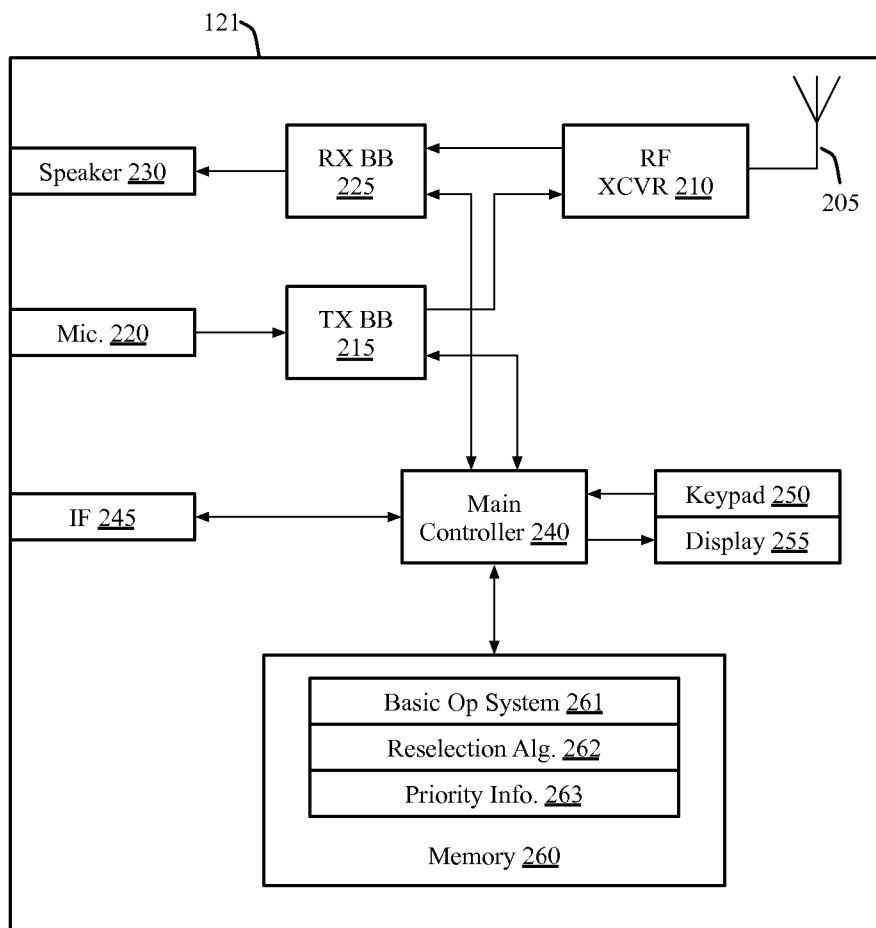 121
Speaker 230
RX BB
225
RF
XCVR 210
205
Mic. 220
TX BB
215
IF 245
Main
Controller 240
Keypad 250
Display 255
Basic Op System 261
Reselection Alg. 262
Priority Info. 263
Memory 260